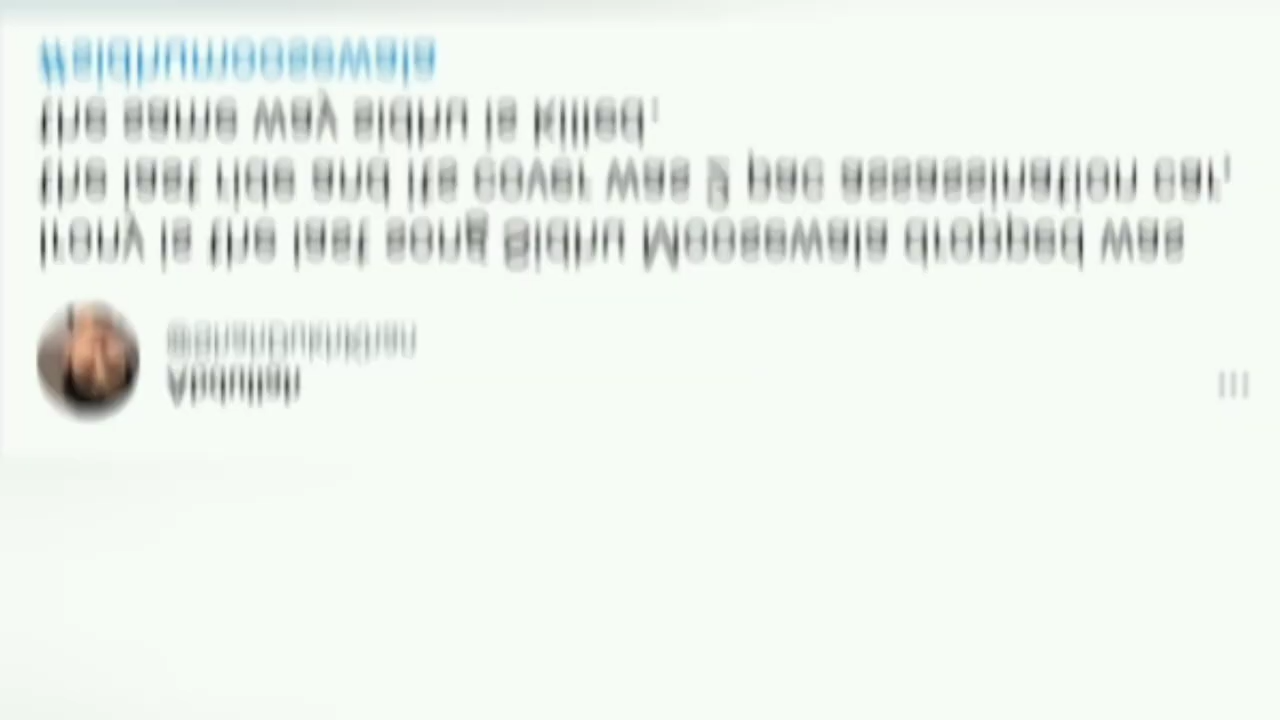 Abdullah
Irony is the last song Sidhu Moosewala dropped was
the last ride and its cover was 2 pac assassination car,
the same way sidhu is killed.
#sidhumoosewala